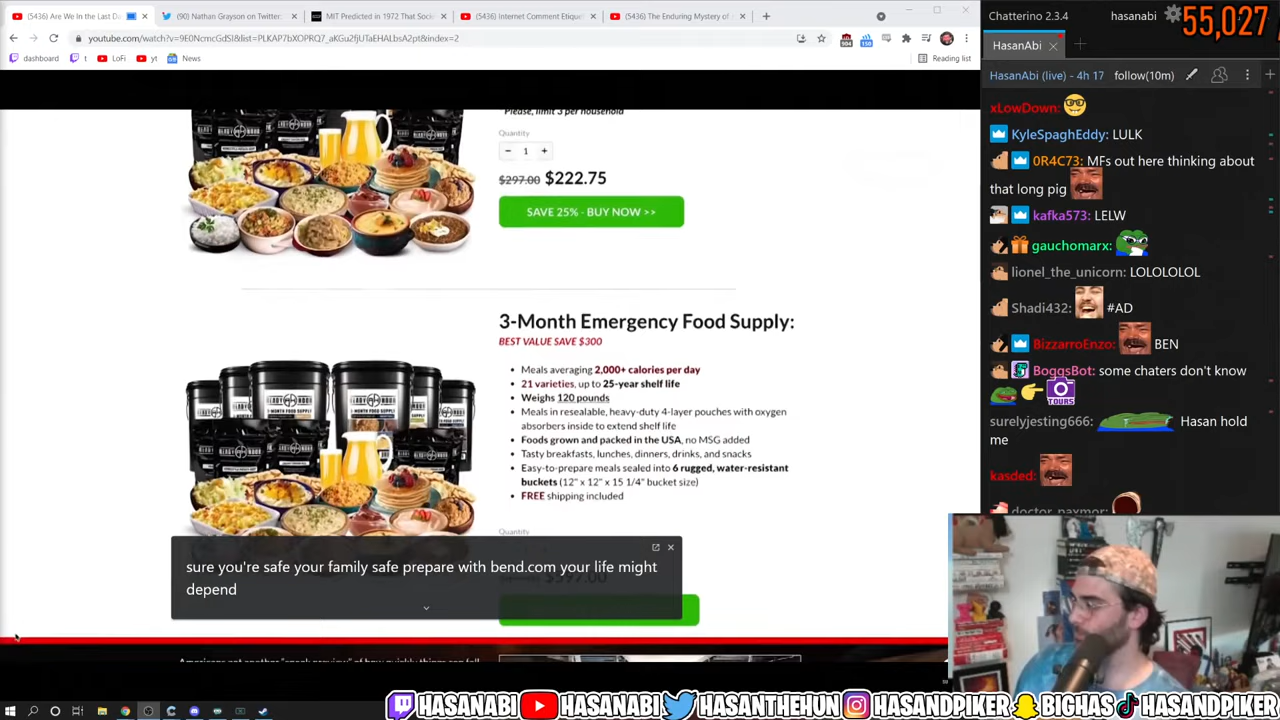 (5436) Are We In the Last Da
(90) Nathan Grayson on Twitter:
MIT Predicted in 1972 That Soci
(5436) Internet Comment Etique
(5436) The Enduring Mystery of
youtube.com/watch?v=9E0NcmcGdSI&list=PLKAP7bXOPRQ7_aKGu2fjUTaEHALbsA2pt&index=2
904
150
dashboard
t
LoFi
yt
News
Reading list
Please, limit 3 per household
Quantity
1
$297.00 $222.75
SAVE 25% - BUY NOW >>
3-Month Emergency Food Supply:
BEST VALUE SAVE $300
Meals averaging 2,000+ calories per day
21 varieties, up to 25-year shelf life
Weighs 120 pounds
Meals in resealable, heavy-duty 4-layer pouches with oxygen
absorbers inside to extend shelf life
Foods grown and packed in the USA, no MSG added
Tasty breakfasts, lunches, dinners, drinks, and snacks
Easy-to-prepare meals sealed into 6 rugged, water-resistant
buckets (12" x 12" x 15 1/4" bucket size)
FREE shipping included
Quantity
sure you're safe your family safe prepare with bend.com your life might
depend
Chatterino 2.3.4
hasanabi
55,027
HasanAbi
HasanAbi (live) - 4h 17
follow(10m)
xLowDown:
KyleSpaghEddy: LULK
0R4C73: MFs out here thinking about
that long pig
kafka573: LELW
gauchomarx:
lionel_the_unicorn: LOLOLOLOL
Shadi432: #AD
BizzarroEnzo: BEN
BoggsBot: some chaters don't know
TOURS
surelyjesting666: Hasan hold
me
kasded:
doctor_paxmor:
HASANABI HASANABI HASANTHEHUN HASANDPIKER BIGHAS HASANDPIKER